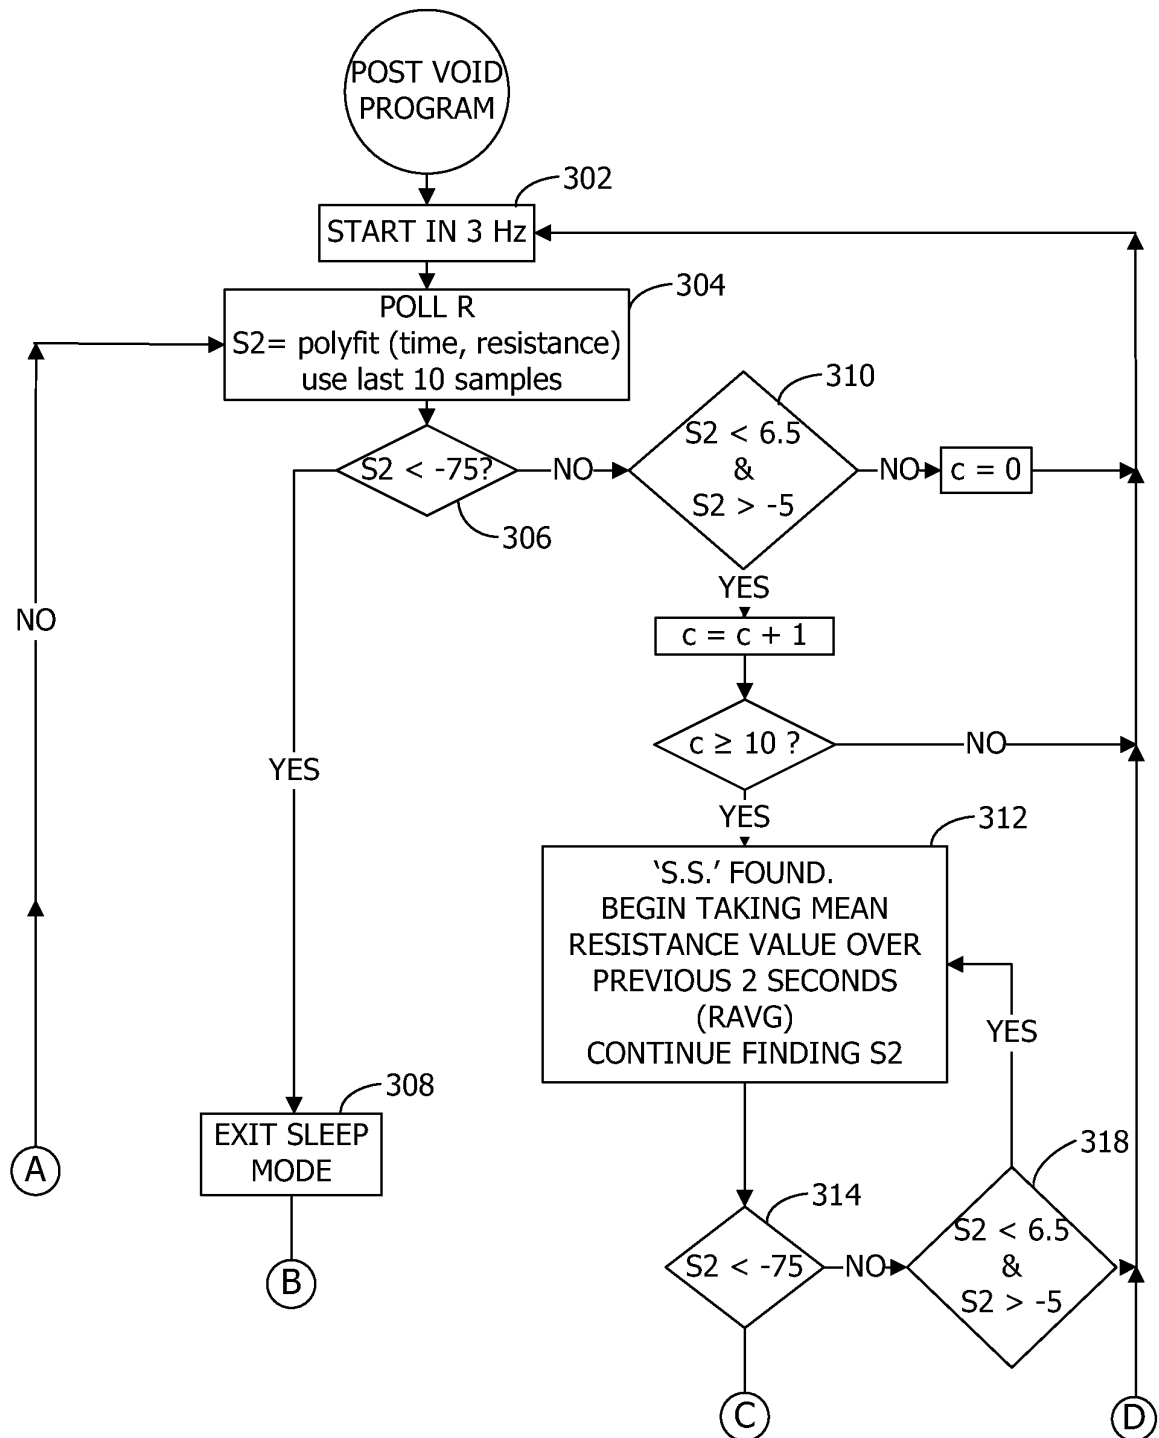 POST VOID
PROGRAM
302
START IN 3 Hz
304
POLL R
S2= polyfit (time, resistance)
use last 10 samples
310
S2 < 6.5
&
S2 > -5
S2 < -75?
NO
NO
c = 0
306
YES
NO
c = c + 1
c ≥ 10 ?
NO
YES
YES
312
‘S.S.’ FOUND.
BEGIN TAKING MEAN
RESISTANCE VALUE OVER
PREVIOUS 2 SECONDS
(RAVG)
CONTINUE FINDING S2
YES
308
EXIT SLEEP
MODE
318
314
S2 < -75
NO
S2 < 6.5
&
S2 > -5
A
B
C
D